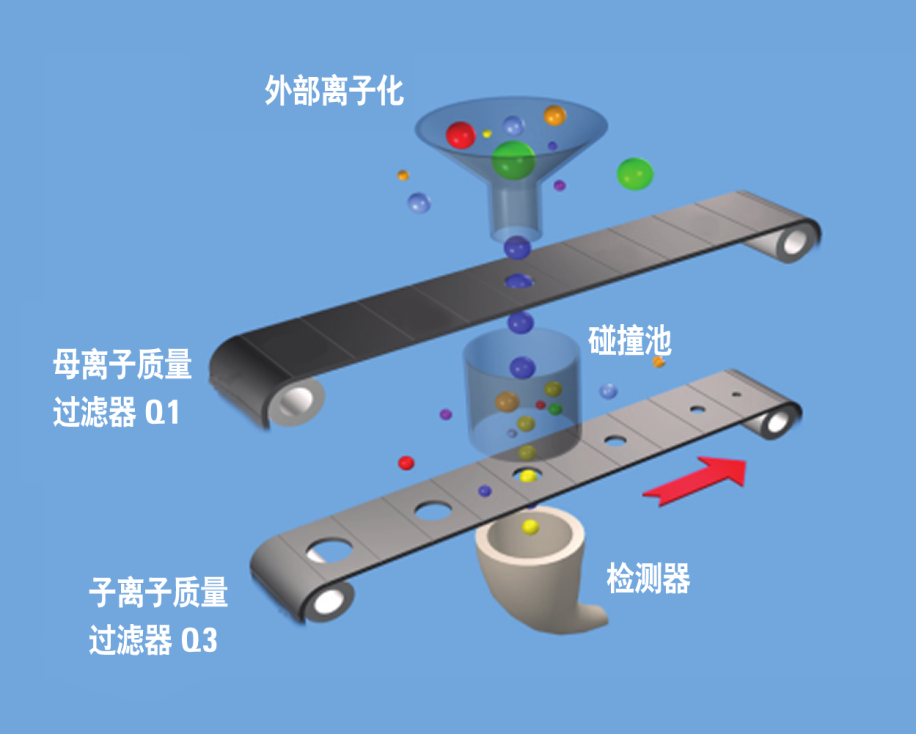 外部离子化
碰撞池
母离子质量
过滤器 Q1
检测器
子离子质量
过滤器 Q3